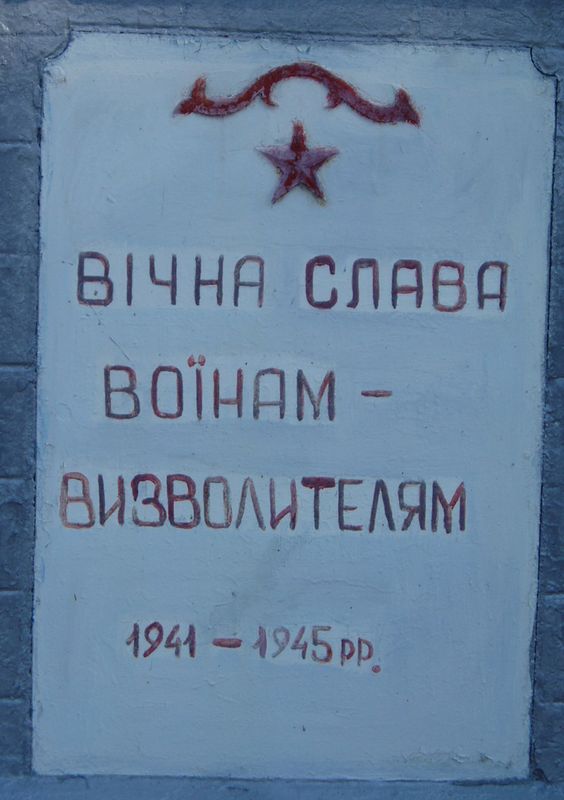 ВІЧНА СЛАВА
ВОЇНАМ –
ВИЗВОЛИТЕЛЯМ
1941 – 1945 рр.